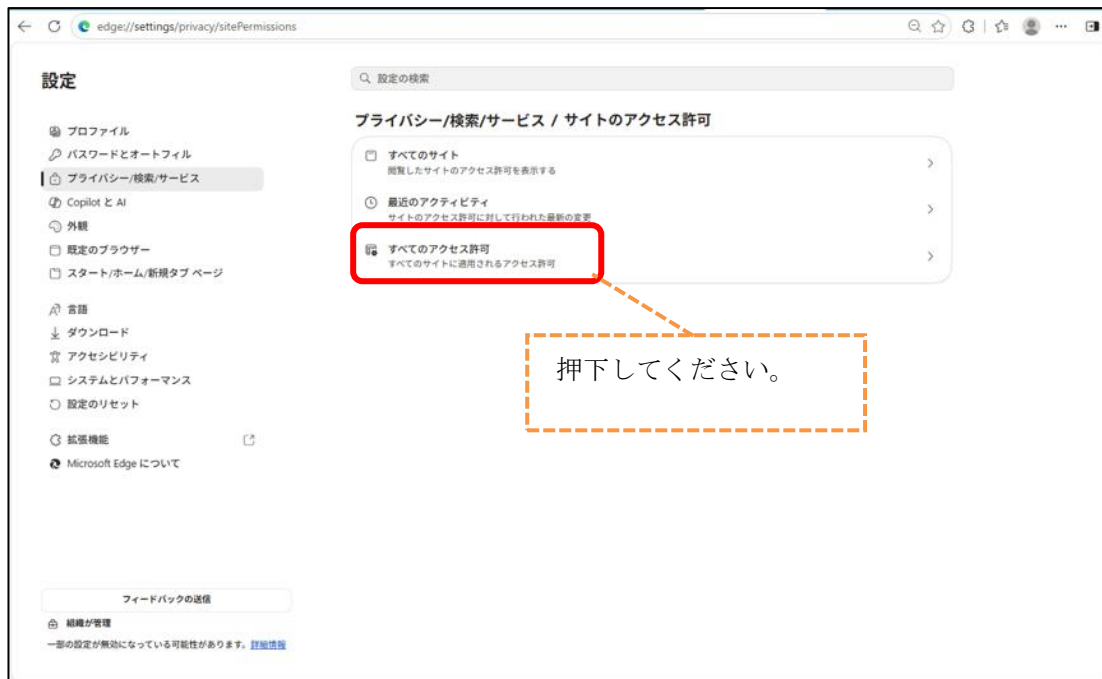 edge://settings/privacy/sitePermissions
設定
設定の検索
プロファイル
パスワードとオートフィル
プライバシー/検索/サービス
Copilot と AI
外観
既定のブラウザー
スタート/ホーム/新規タブ ページ
言語
ダウンロード
アクセシビリティ
システムとパフォーマンス
設定のリセット
拡張機能
Microsoft Edge について
フィードバックの送信
組織が管理
一部の設定が無効になっている可能性があります。詳細情報
プライバシー/検索/サービス / サイトのアクセス許可
すべてのサイト
閲覧したサイトのアクセス許可を表示する
最近のアクティビティ
サイトのアクセス許可に対して行われた最新の変更
すべてのアクセス許可
すべてのサイトに適用されるアクセス許可
押下してください。